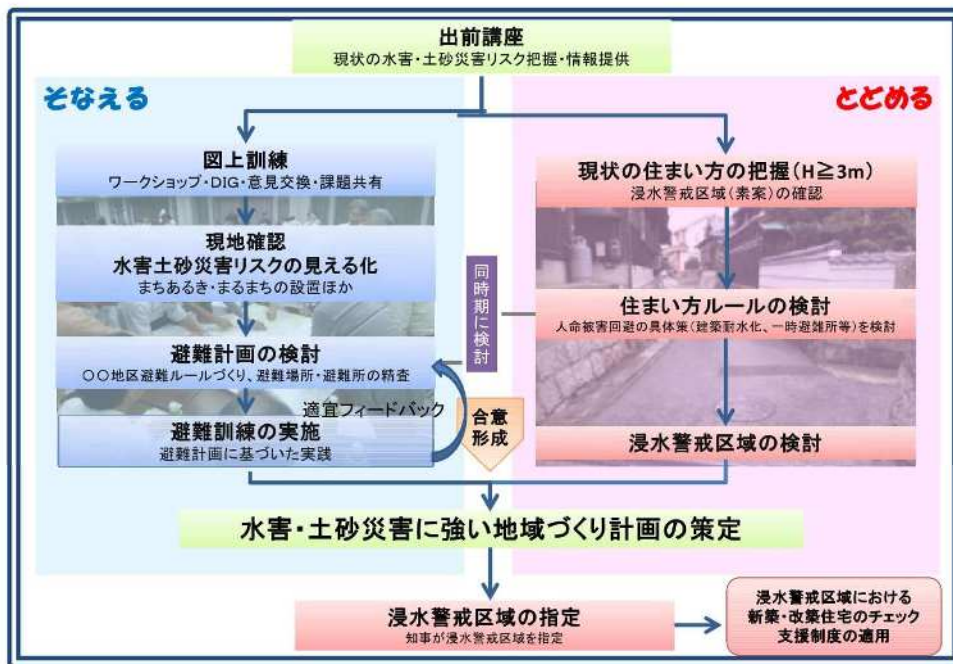 出前講座
現状の水害・土砂災害リスク把握・情報提供
そなえる
図上訓練
ワークショップ・DIG・意見交換・課題共有
現地確認
水害土砂災害リスクの見える化
まちあるき・まるまちの設置ほか
避難計画の検討
○○地区避難ルールづくり、避難場所・避難所の精査
適宜フィードバック
避難訓練の実施
避難計画に基づいた実践
同時期に検討
合意
形成
とどめる
現状の住まい方の把握(H≧3m)
浸水警戒区域(素案)の確認
住まい方ルールの検討
人命被害回避の具体策(建築耐水化、一時避難所等)を検討
浸水警戒区域の検討
水害・土砂災害に強い地域づくり計画の策定
浸水警戒区域の指定
知事が浸水警戒区域を指定
浸水警戒区域における
新築・改築住宅のチェック
支援制度の適用